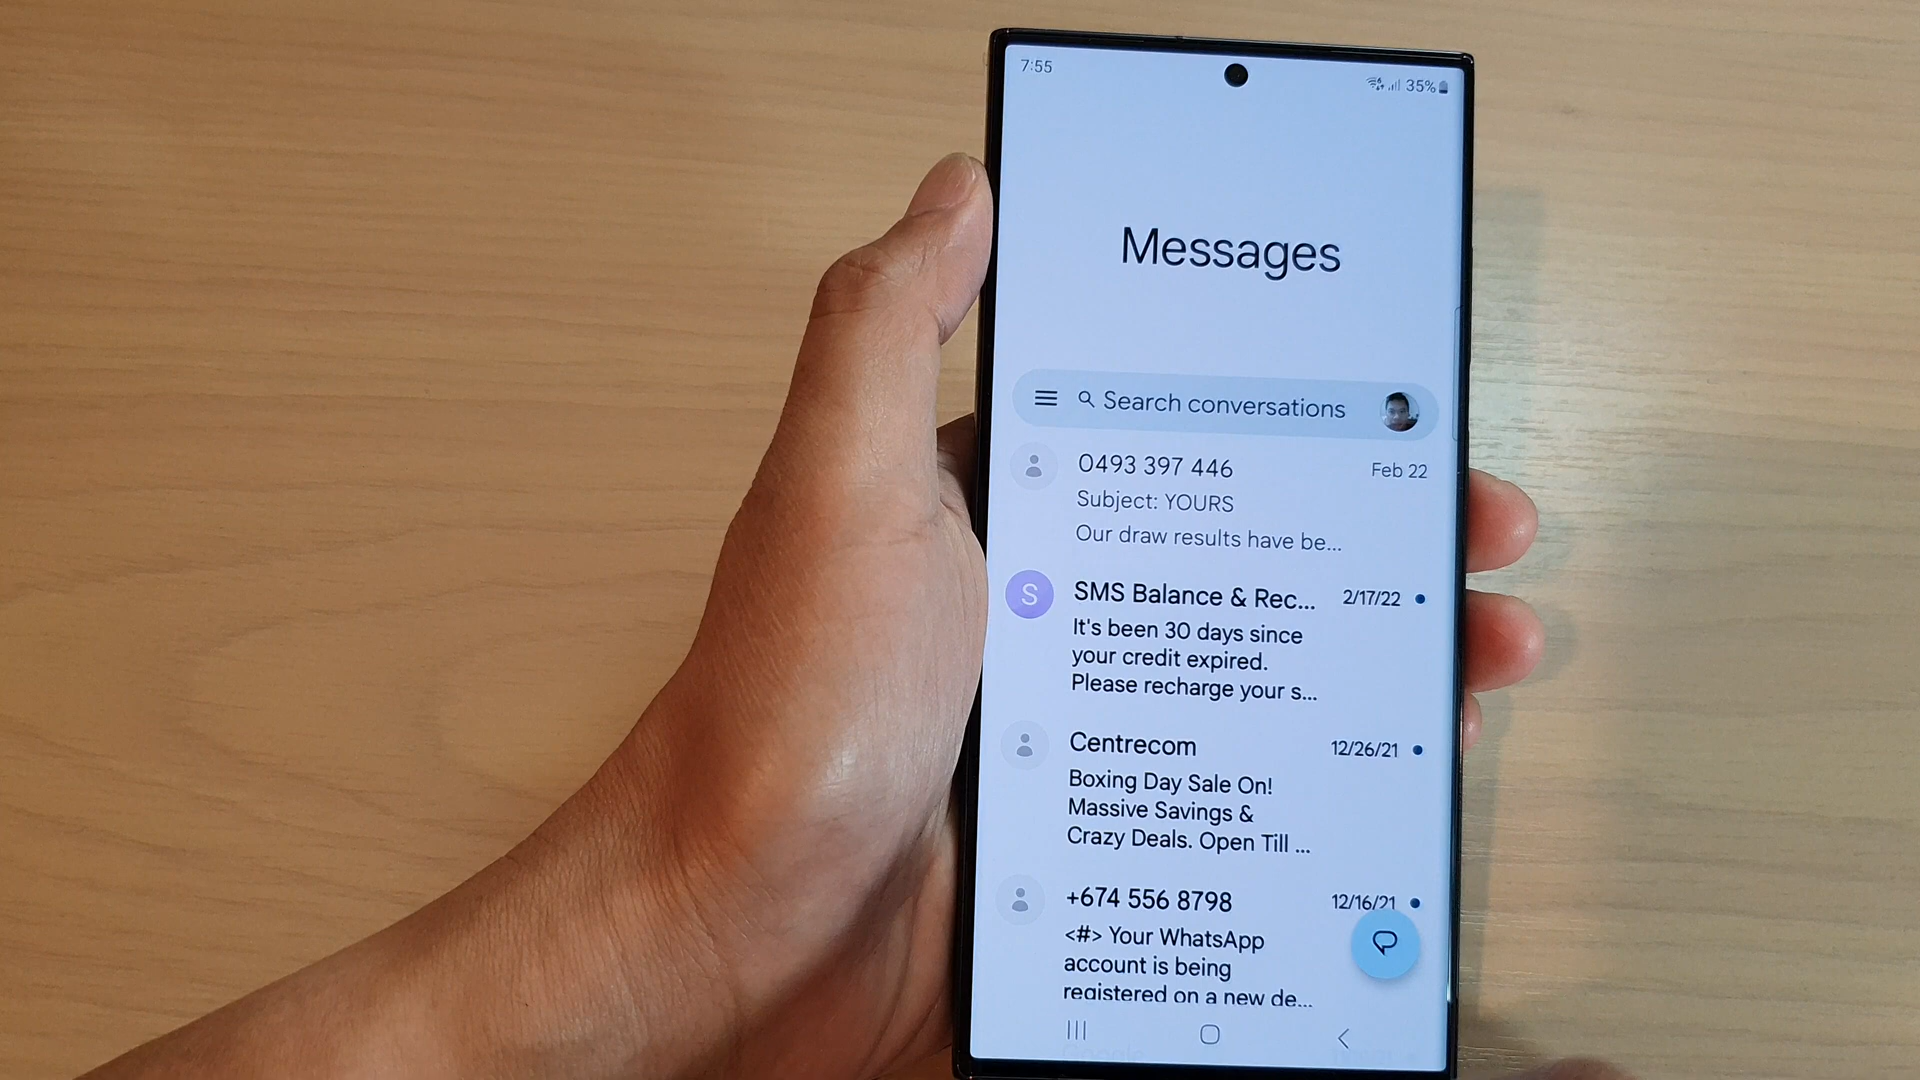 7:55
35%
Messages
Search conversations
0493 397 446 Feb 22
Subject: YOURS
Our draw results have be...
S
SMS Balance & Rec... 2/17/22
It's been 30 days since
your credit expired.
Please recharge your s...
Centrecom 12/26/21
Boxing Day Sale On!
Massive Savings &
Crazy Deals. Open Till ...
+674 556 8798 12/16/21
<#> Your WhatsApp
account is being
registered on a new de...
Google